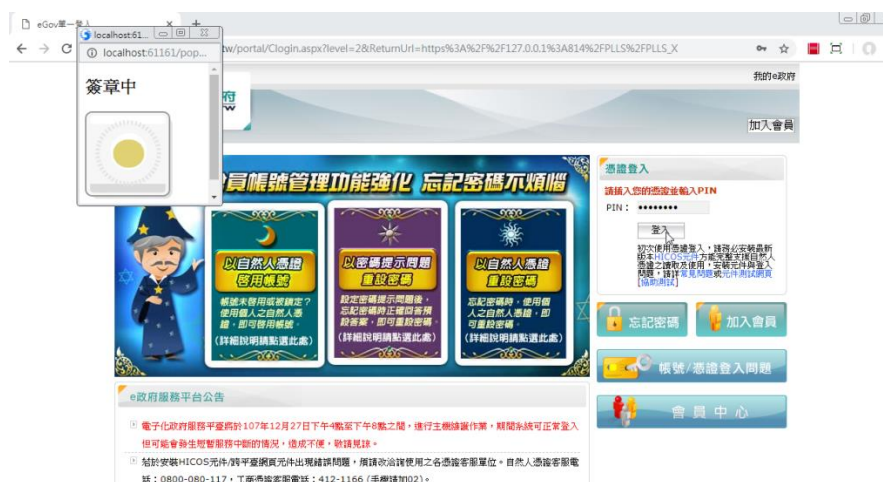 eGov第一登入
localhost:61...
localhost:61161/pop...
tw/portal/Clogin.aspx?level=2&ReturnUrl=https%3A%2F%2F127.0.0.1%3A814%2FPLLS%2FPLLS_X
簽章中
我的e政府
府
加入會員
員帳號管理功能強化 忘記密碼不煩惱
以自然人憑證
啓用帳號
帳號未啓用或被鎖定?
使用個人之自然人憑
證,即可啓用帳號。
(詳細說明請點選此處)
以密碼提示問題
重設密碼
設定密碼提示問題後,
忘記密碼時正確回答預
設答案,即可重設密碼。
(詳細說明請點選此處)
以自然人憑證
重設密碼
忘記密碼時,使用個
人之自然人憑證,即
可重設密碼。
(詳細說明請點選此處)
憑證登入
請插入您的憑證並輸入PIN
PIN:
登入
初次使用憑證登入,請務必安裝最新
版本HICOS元件方能完整支援自然人
憑證之讀取及使用,安裝元件與登入
問題,請詳常見問題或元件測試網頁
[協助測試]
忘記密碼
加入會員
帳號/憑證登入問題
會員中心
e政府服務平台公告
電子化政府服務平臺將於107年12月27日下午4點至下午8點之間,進行主機維護作業,期間系統可正常登入
但可能會發生短暫服務中斷的情況,造成不便,敬請見諒。
若於安裝HICOS元件/跨平臺網頁元件出現錯誤問題,煩請改洽詢使用之各憑證客服單位。自然人憑證客服電
話:0800-080-117,工商憑證客服電話:412-1166 (手機請加02)。